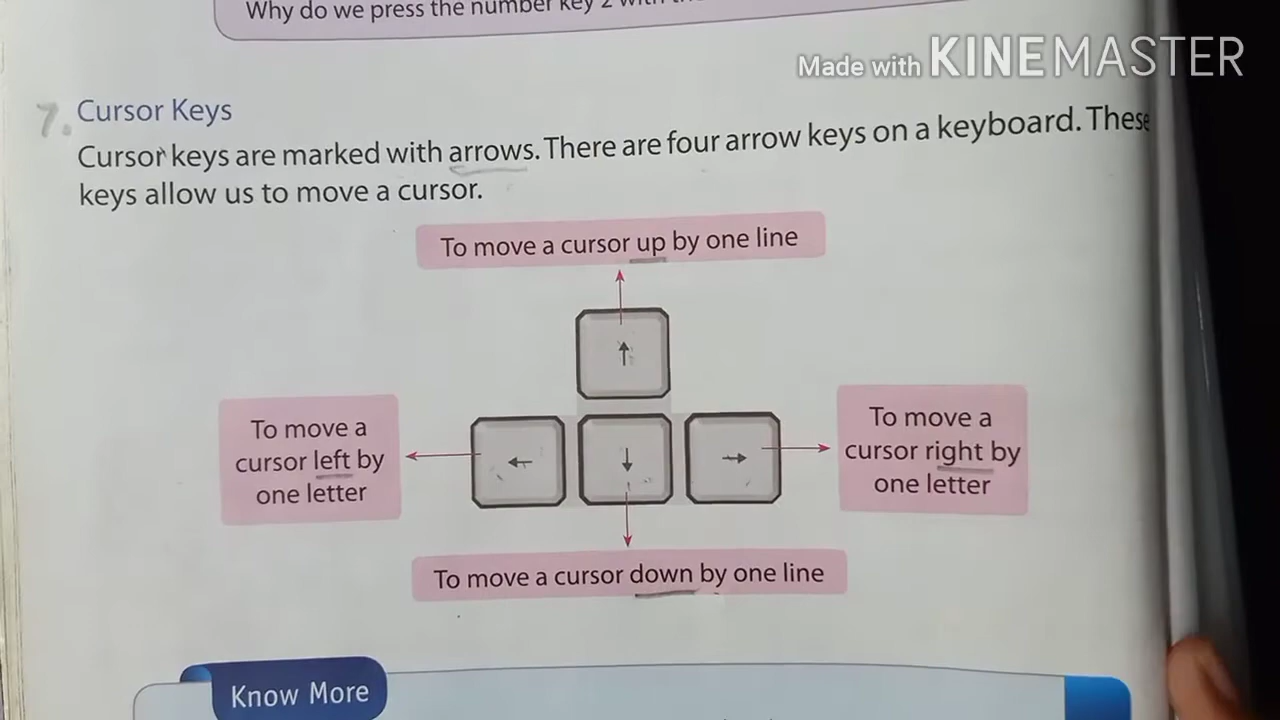 Why do we press the number key 2 with
Made with KINEMASTER
7. Cursor Keys
Cursor keys are marked with arrows. There are four arrow keys on a keyboard. These
keys allow us to move a cursor.
To move a cursor up by one line
↑
To move a
cursor left by
one letter
← ↓ →
To move a
cursor right by
one letter
To move a cursor down by one line
Know More